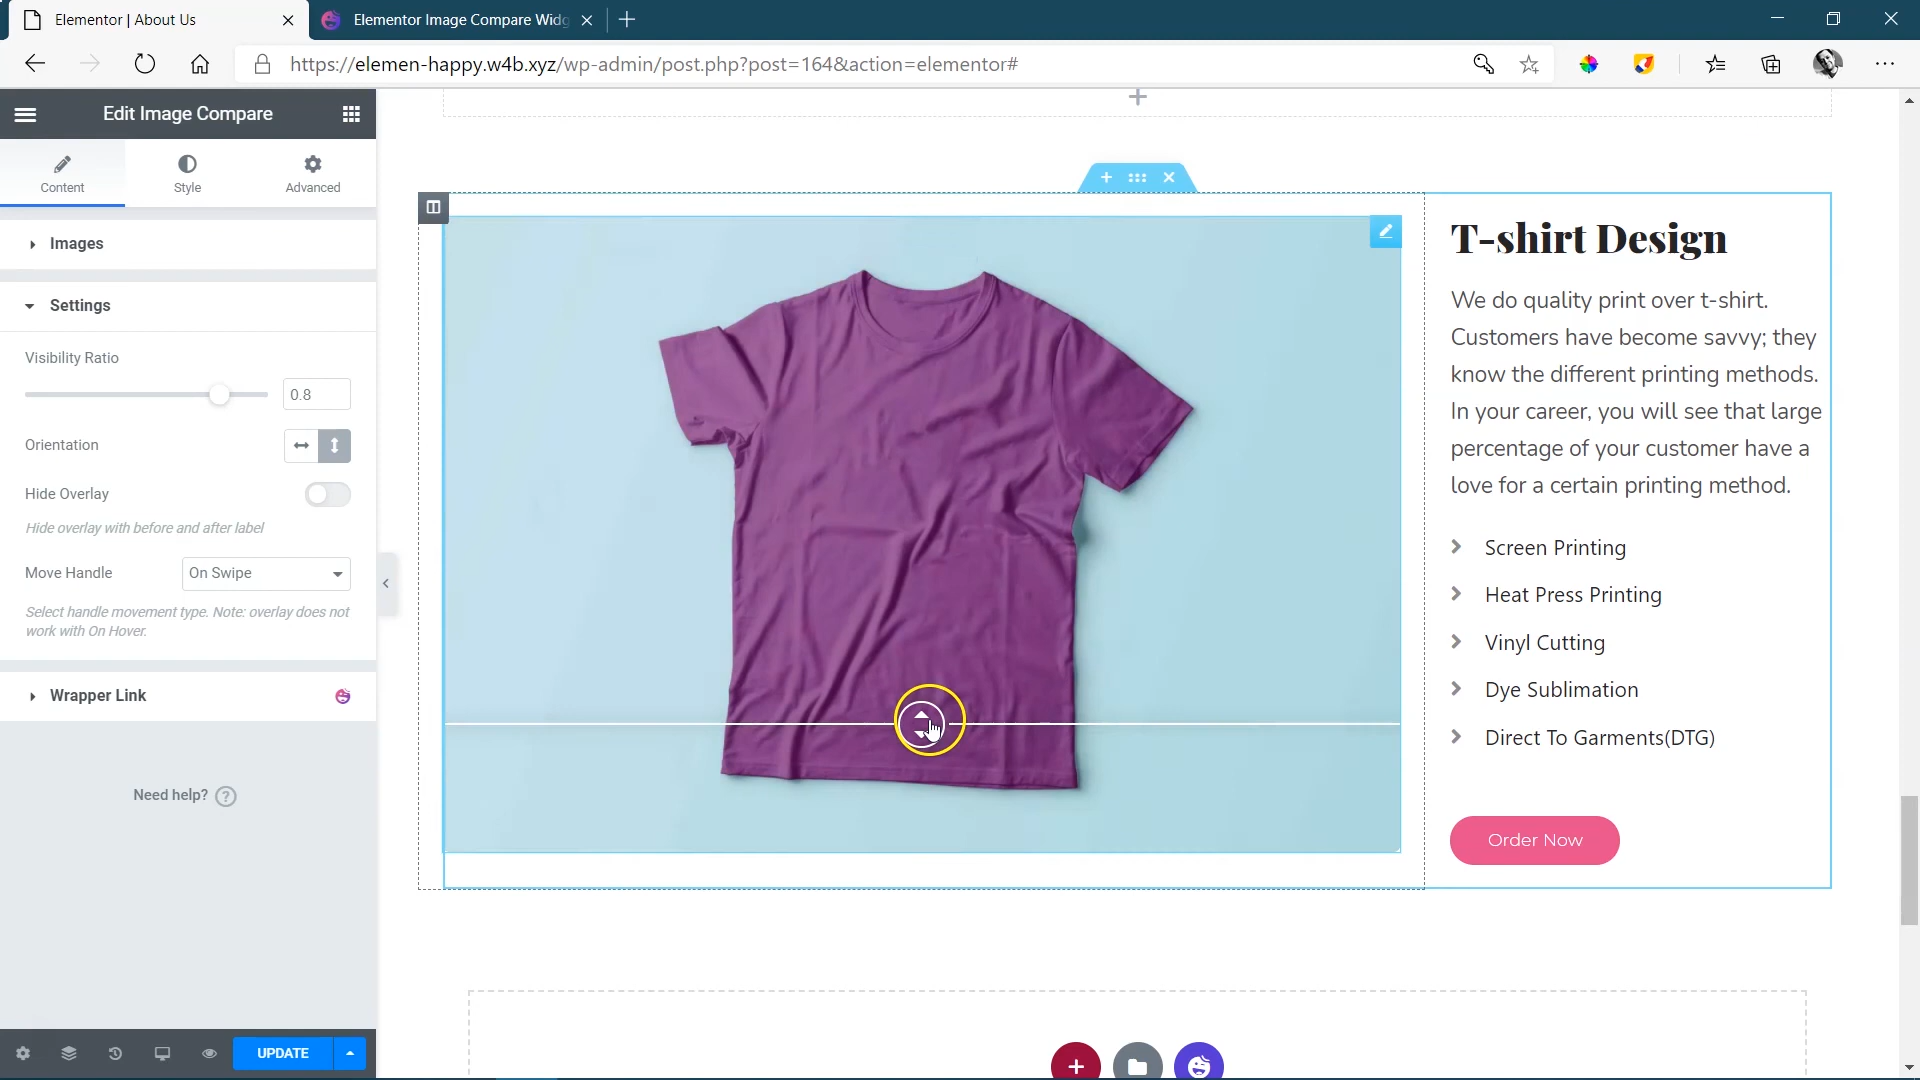 Elementor | About Us
Elementor Image Compare Widg
https://elemen-happy.w4b.xyz/wp-admin/post.php?post=164&action=elementor#
Edit Image Compare
Content
Style
Advanced
Images
Settings
Visibility Ratio
0.8
Orientation
Hide Overlay
Hide overlay with before and after label
Move Handle
On Swipe
Select handle movement type. Note: overlay does not
work with On Hover.
Wrapper Link
Need help? ?
UPDATE
T-shirt Design
We do quality print over t-shirt.
Customers have become savvy; they
know the different printing methods.
In your career, you will see that large
percentage of your customer have a
love for a certain printing method.
Screen Printing
Heat Press Printing
Vinyl Cutting
Dye Sublimation
Direct To Garments(DTG)
Order Now